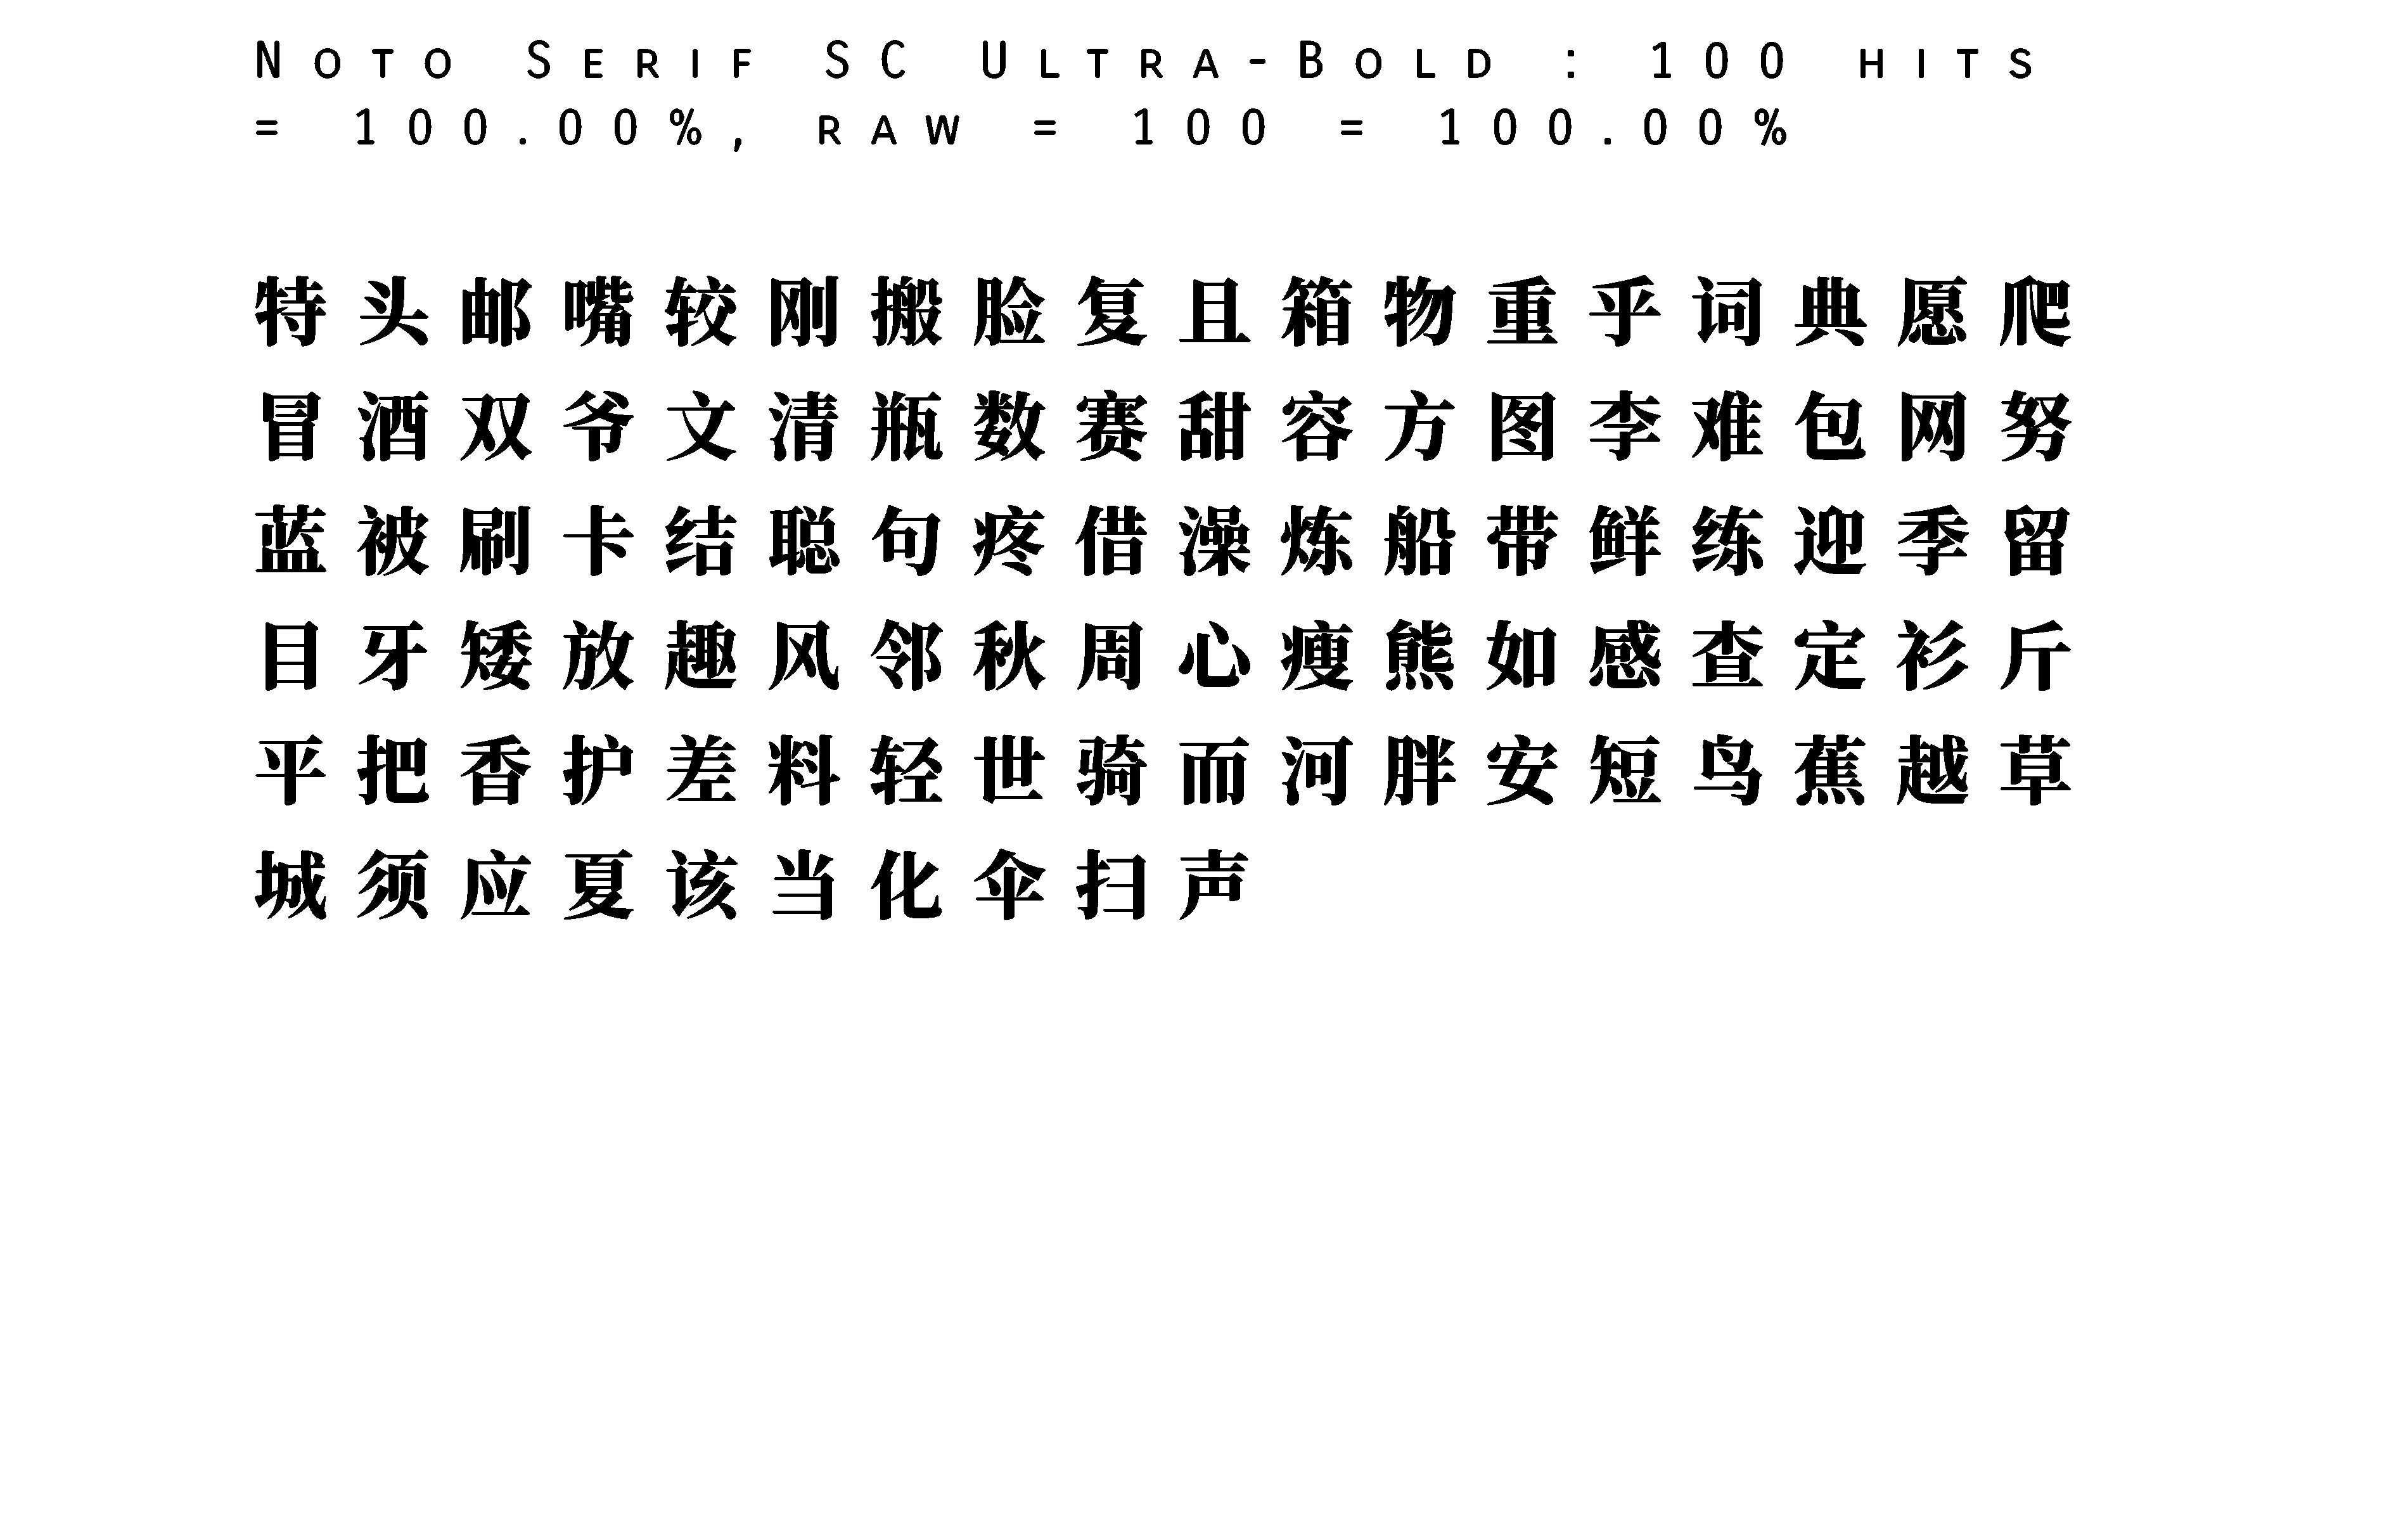 Noto Serif SC Ultra-Bold : 100 hits
= 100.00%, raw = 100 = 100.00%
特头邮嘴较刚搬脸复且箱物重乎词典愿爬
冒酒双爷文清瓶数赛甜容方图李难包网努
蓝被刷卡结聪句疼借澡炼船带鲜练迎季留
目牙矮放趣风邻秋周心瘦熊如感查定衫斤
平把香护差料轻世骑而河胖安短鸟蕉越草
城须应夏该当化伞扫声